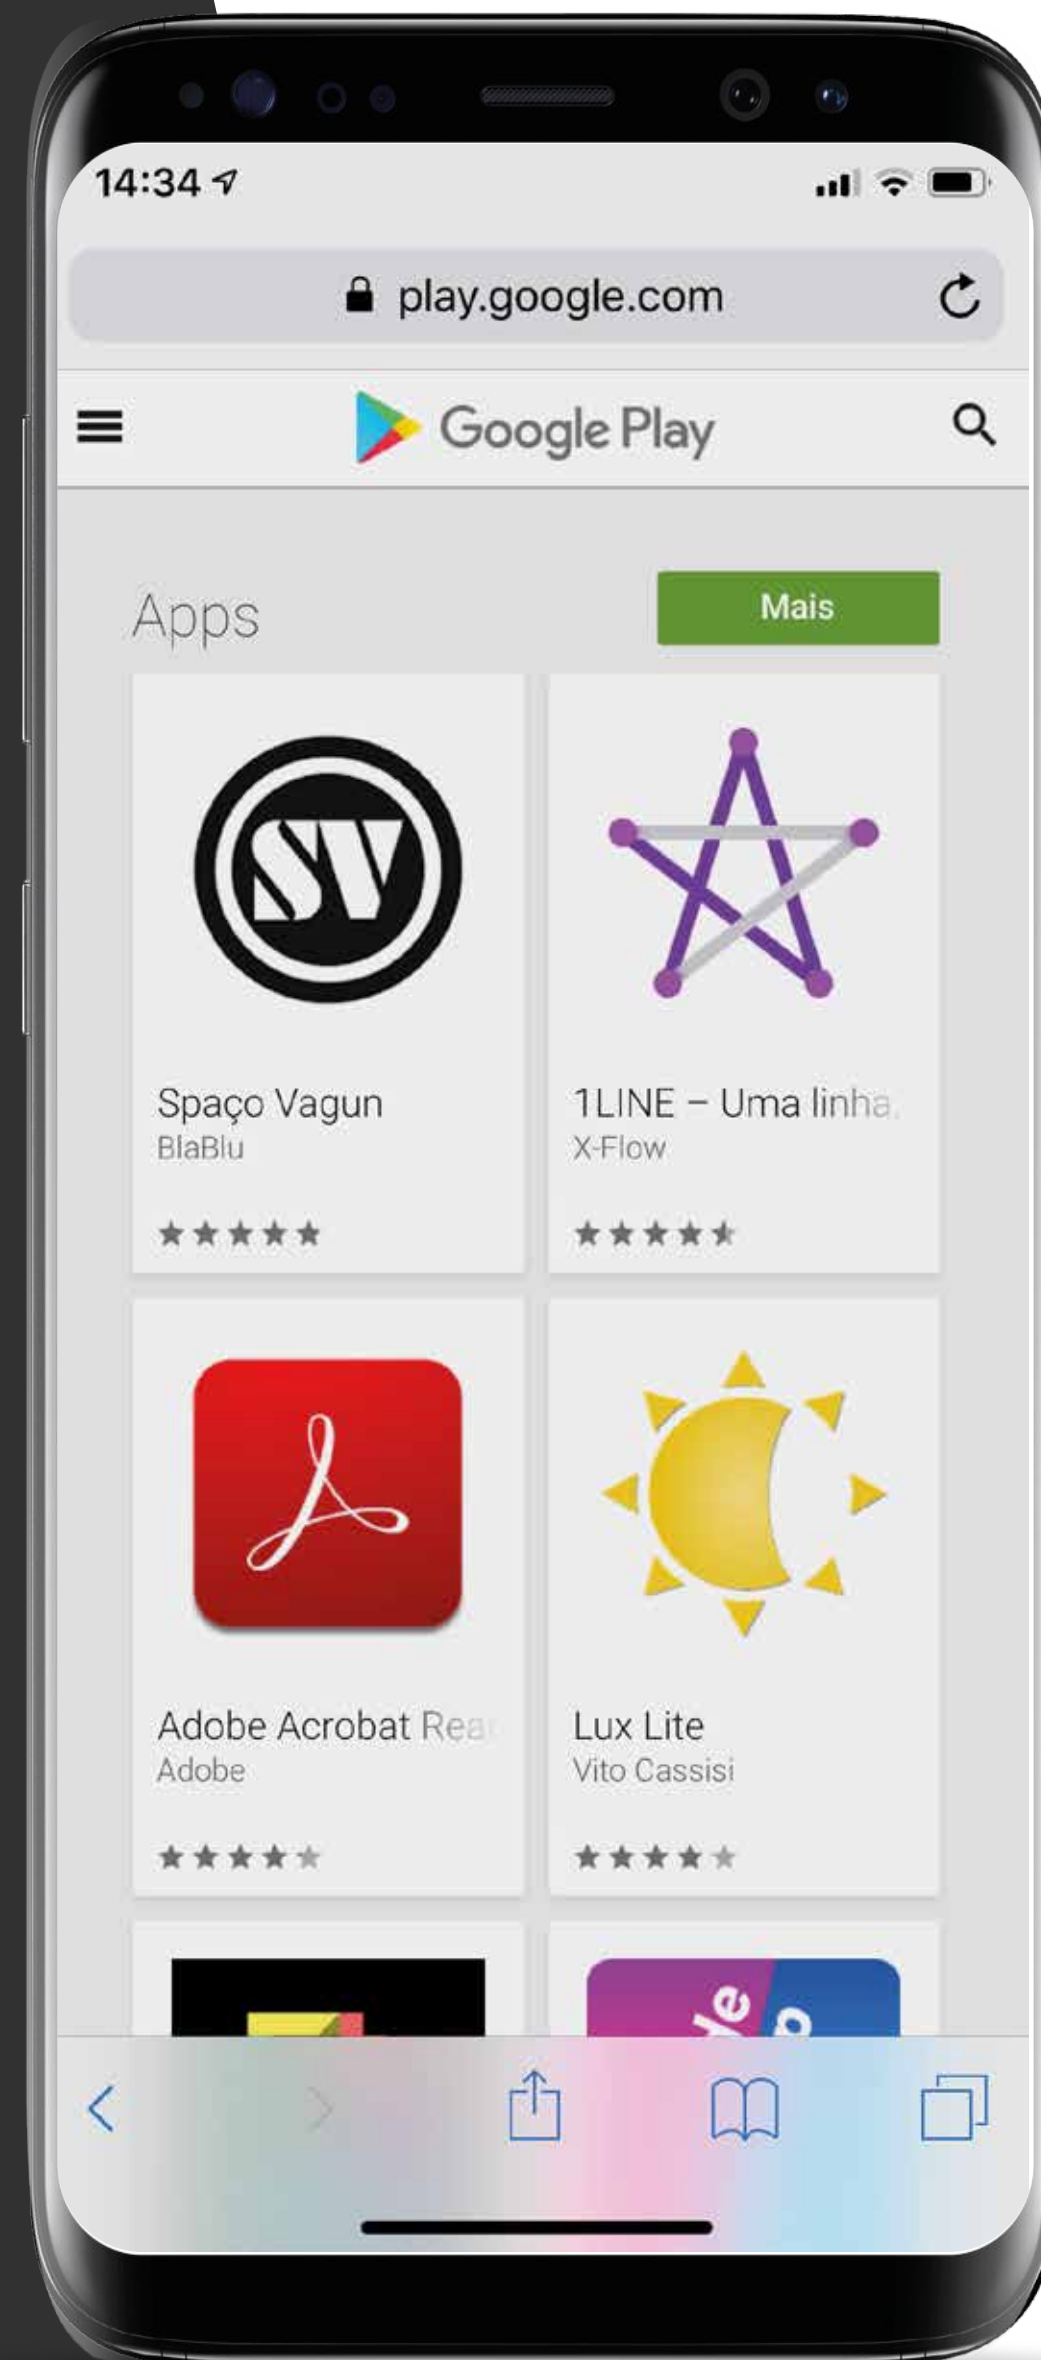 14:34
play.google.com
Google Play
Apps
Mais
SV
Spaço Vagun
BlaBlu
1LINE – Uma linha
X-Flow
Adobe Acrobat Rea
Adobe
Lux Lite
Vito Cassisi